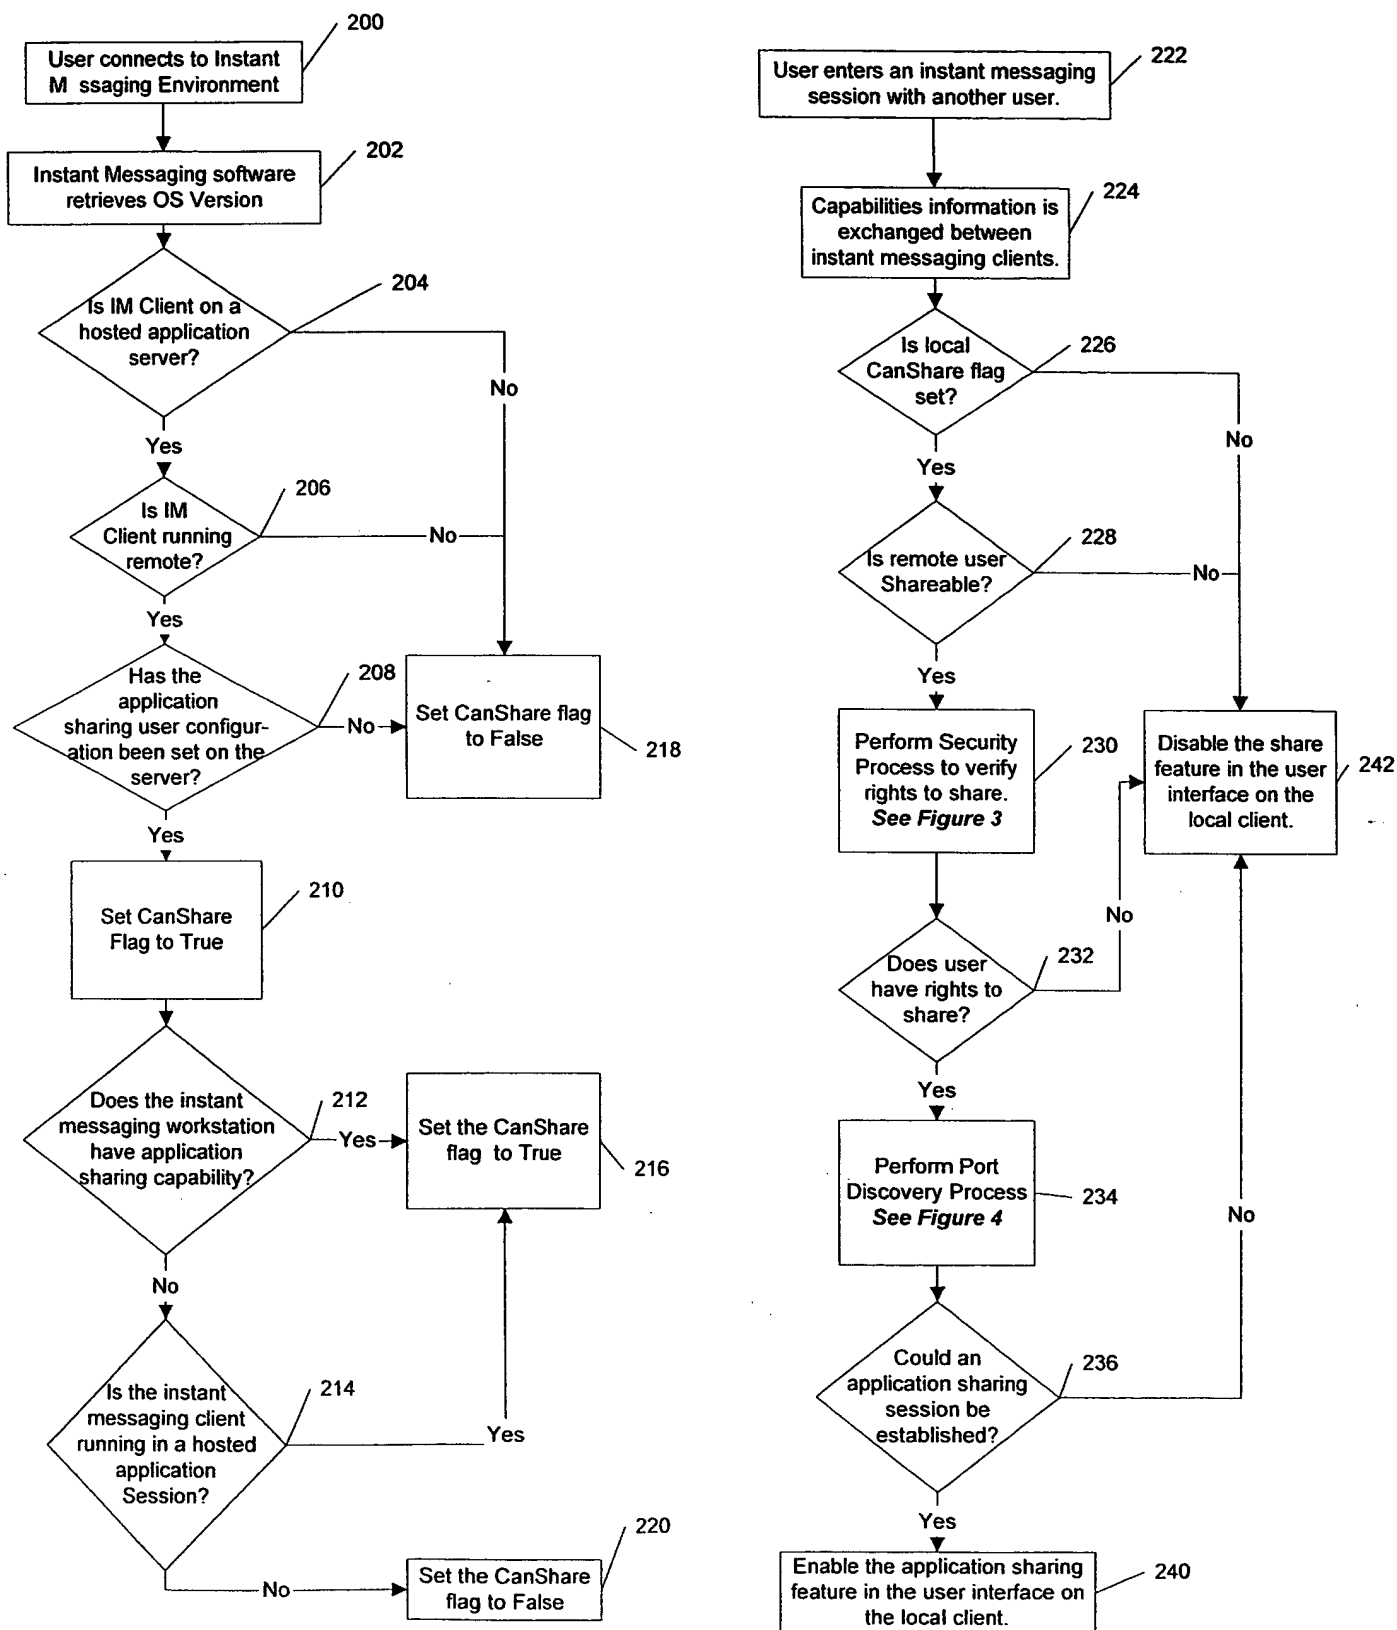 200
User connects to Instant
M ssaging Environment
202
Instant Messaging software
retrieves OS Version
204
Is IM Client on a
hosted application
server?
No
Yes
206
Is IM
Client running
remote?
No
Yes
208
Has the
application
sharing user configur-
ation been set on the
server?
No
Set CanShare flag
to False
218
Yes
210
Set CanShare
Flag to True
212
Does the instant
messaging workstation
have application
sharing capability?
Yes
Set the CanShare
flag to True
216
No
214
Is the instant
messaging client
running in a hosted
application
Session?
Yes
220
No
Set the CanShare
flag to False
222
User enters an instant messaging
session with another user.
224
Capabilities information is
exchanged between
instant messaging clients.
226
Is local
CanShare flag
set?
No
Yes
228
Is remote user
Shareable?
No
Yes
230
Perform Security
Process to verify
rights to share.
See Figure 3
Disable the share
feature in the user
interface on the
local client.
242
No
232
Does user
have rights to
share?
Yes
Perform Port
Discovery Process
See Figure 4
234
No
236
Could an
application sharing
session be
established?
Yes
Enable the application sharing
feature in the user interface on
the local client.
240